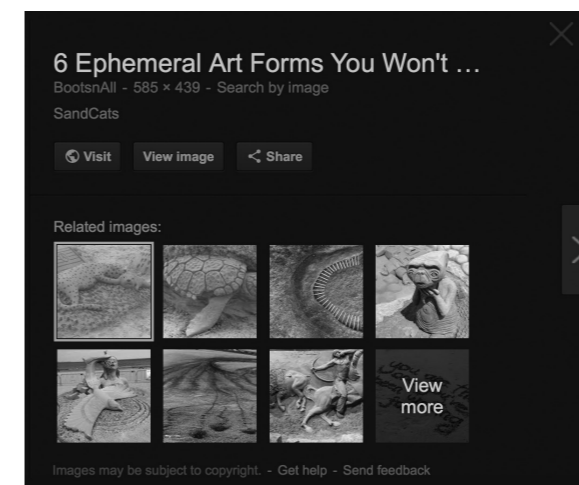 6 Ephemeral Art Forms You Won't ...
BootsnAll - 585 × 439 - Search by image
SandCats
Visit View image Share
Related images:
View
more
Images may be subject to copyright. - Get help - Send feedback